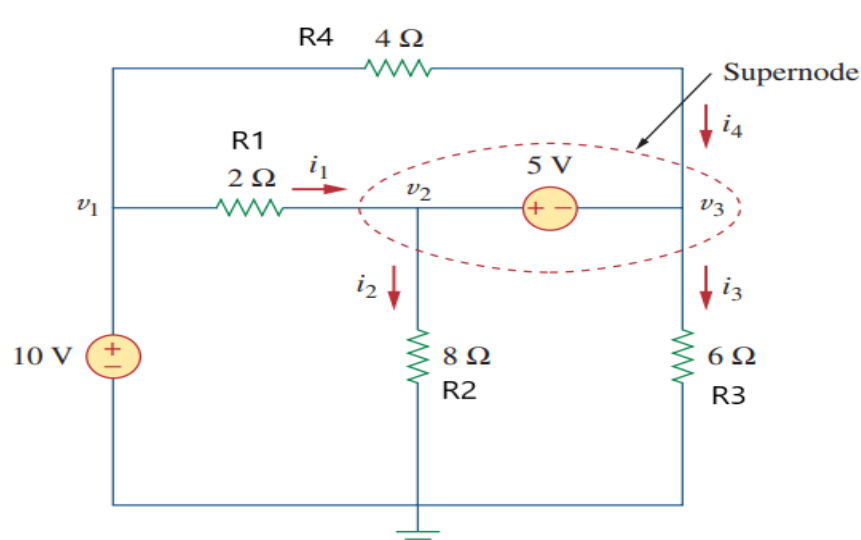 R4 4 Ω
Supernode
i4
R1
2 Ω i1
v2
5 V
v1
v3
i2
i3
10 V
+
−
+ −
8 Ω
R2
6 Ω
R3